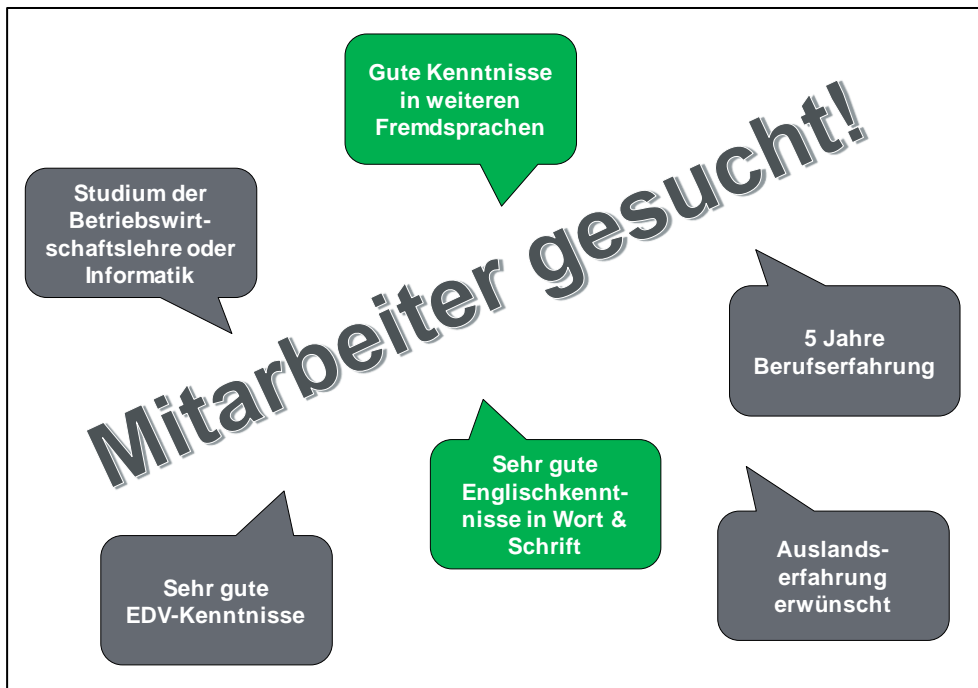 Gute Kenntnisse
in weiteren
Fremdsprachen
Mitarbeiter gesucht!
Studium der
Betriebswirt-
schaftslehre oder
Informatik
5 Jahre
Berufserfahrung
Sehr gute
Englischkennt-
nisse in Wort &
Schrift
Auslands-
erfahrung
erwünscht
Sehr gute
EDV-Kenntnisse